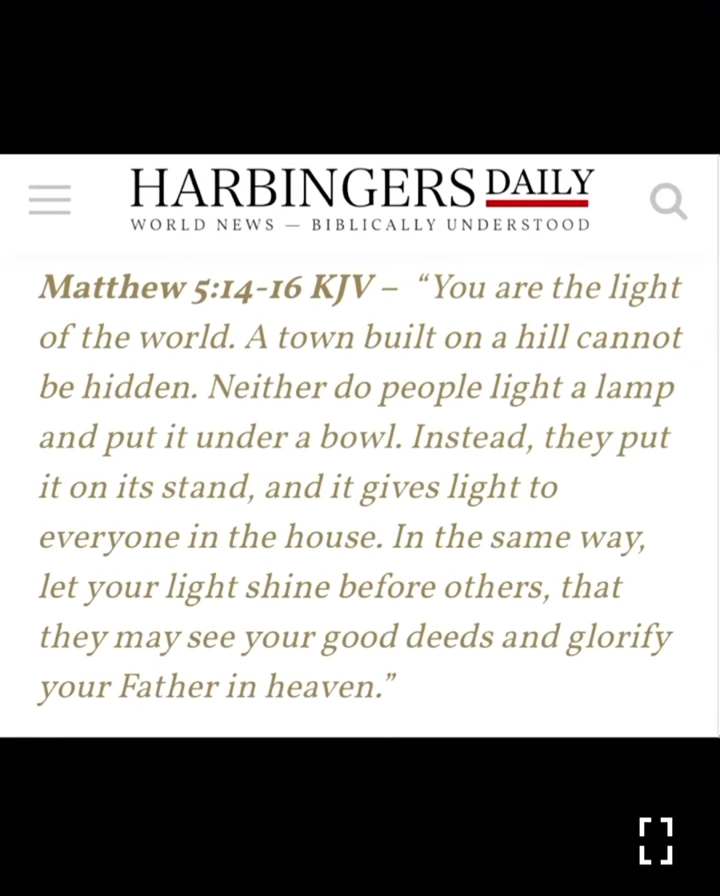 HARBINGERS DAILY
WORLD NEWS — BIBLICALLY UNDERSTOOD
Matthew 5:14-16 KJV – “You are the light
of the world. A town built on a hill cannot
be hidden. Neither do people light a lamp
and put it under a bowl. Instead, they put
it on its stand, and it gives light to
everyone in the house. In the same way,
let your light shine before others, that
they may see your good deeds and glorify
your Father in heaven.”